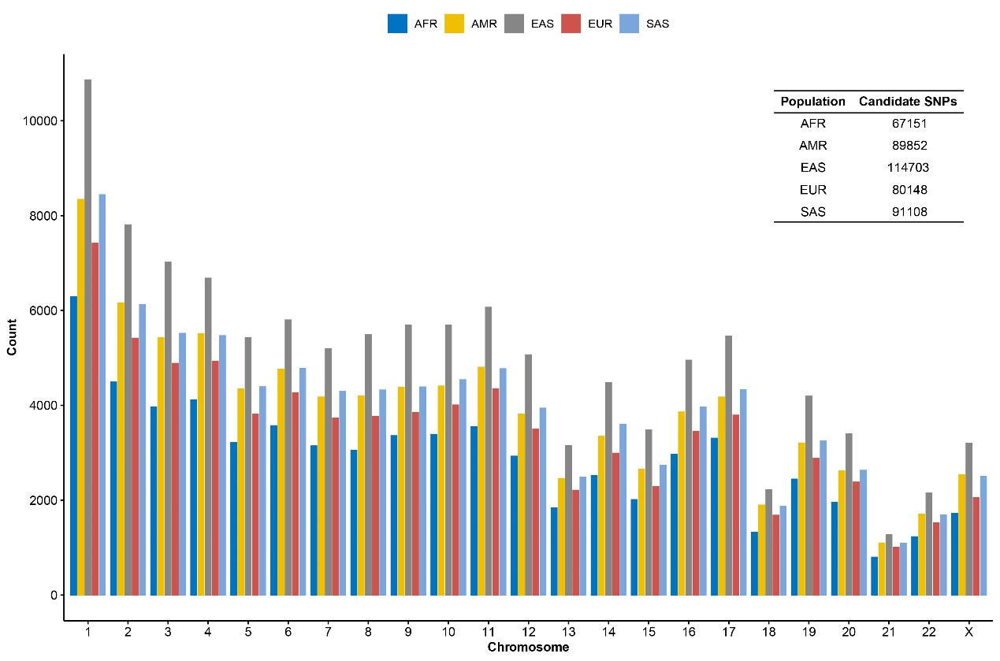 AFR AMR EAS EUR SAS
Population Candidate SNPs
AFR 67151
AMR 89852
EAS 114703
EUR 80148
SAS 91108
Count
10000
8000
6000
4000
2000
0
1 2 3 4 5 6 7 8 9 10 11 12 13 14 15 16 17 18 19 20 21 22 X
Chromosome